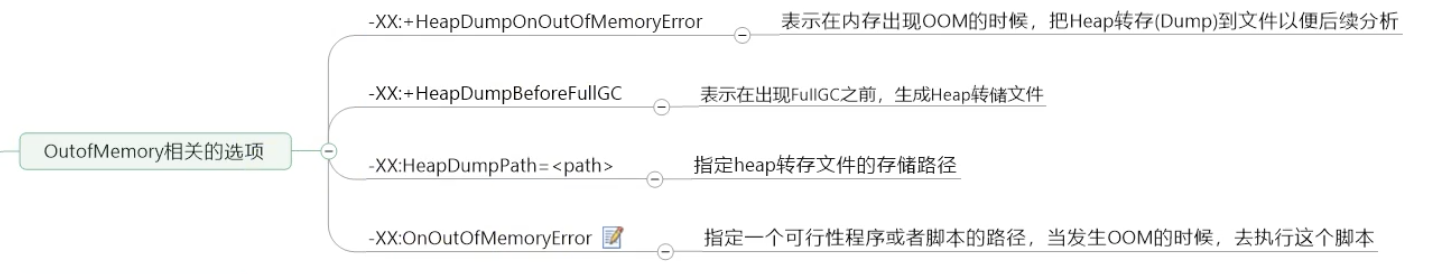 OutofMemory相关的选项
-XX:+HeapDumpOnOutOfMemoryError 表示在内存出现OOM的时候，把Heap转存(Dump)到文件以便后续分析
-XX:+HeapDumpBeforeFullGC 表示在出现FullGC之前，生成Heap转储文件
-XX:HeapDumpPath=<path> 指定heap转存文件的存储路径
-XX:OnOutOfMemoryError 指定一个可行性程序或者脚本的路径，当发生OOM的时候，去执行这个脚本